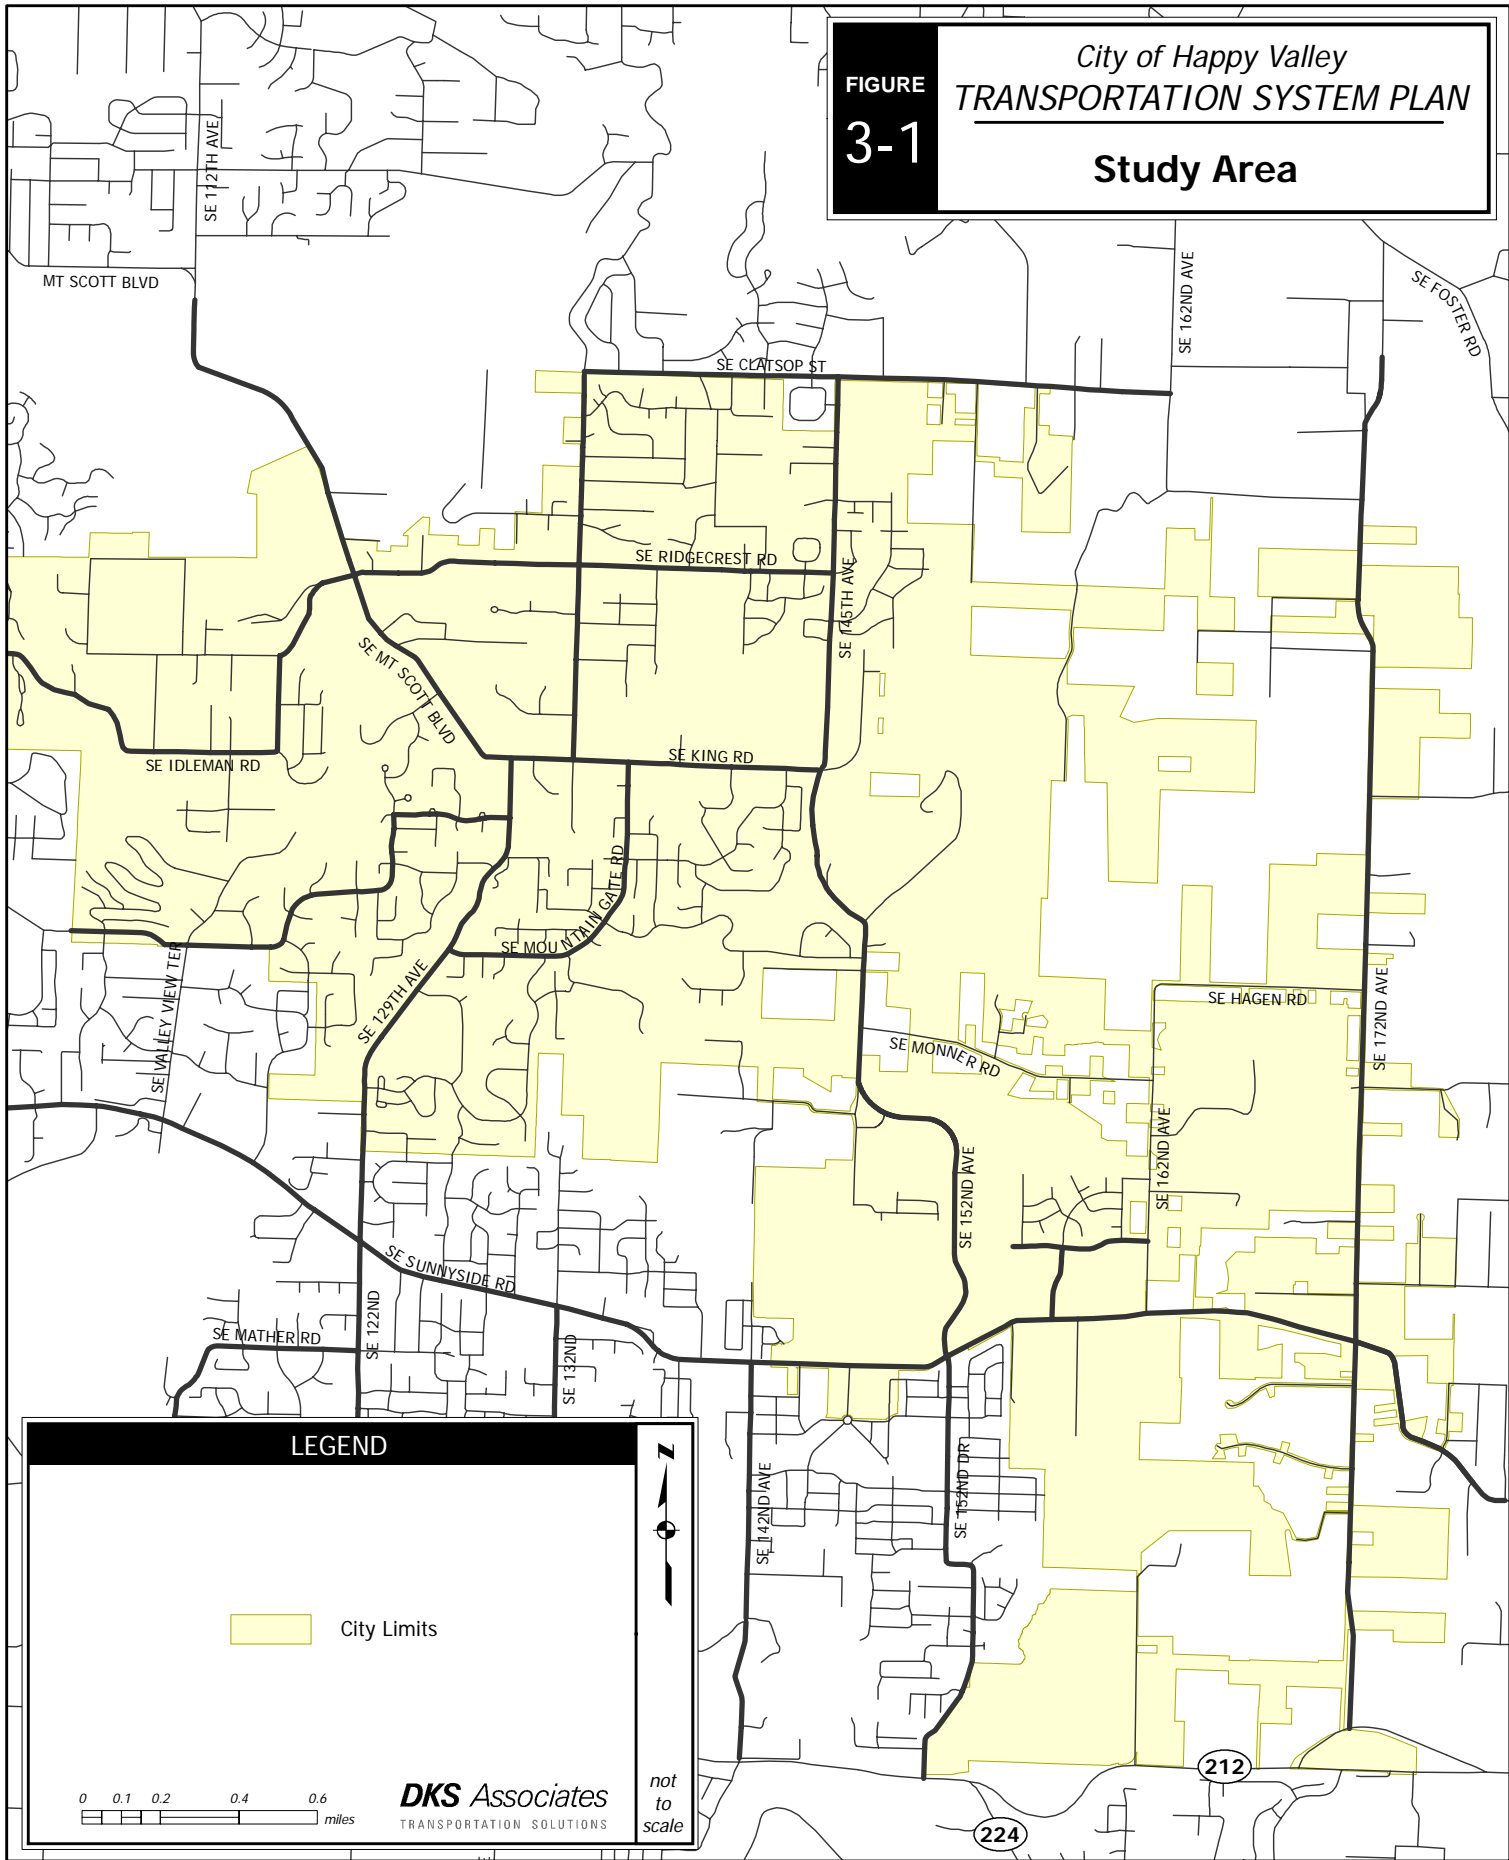 FIGURE
3-1
City of Happy Valley
TRANSPORTATION SYSTEM PLAN
Study Area
SE 112TH AVE
MT SCOTT BLVD
SE 162ND AVE
SE FOSTER RD
SE CLATSOP ST
SE RIDGECREST RD
SE 145TH AVE
SE MT SCOTT BLVD
SE IDLEMAN RD
SE KING RD
SE MOUNTAIN GATE RD
SE 129TH AVE
SE VALLEY VIEW TER
SE HAGEN RD
SE 172ND AVE
SE MONNER RD
SE 162ND AVE
SE 152ND AVE
SE SUNNYSIDE RD
SE MATHER RD
SE 122ND
SE 132ND
SE 142ND AVE
SE 152ND DR
212
224
LEGEND
City Limits
0 0.1 0.2 0.4 0.6
miles
DKS Associates
TRANSPORTATION SOLUTIONS
N
not
to
scale